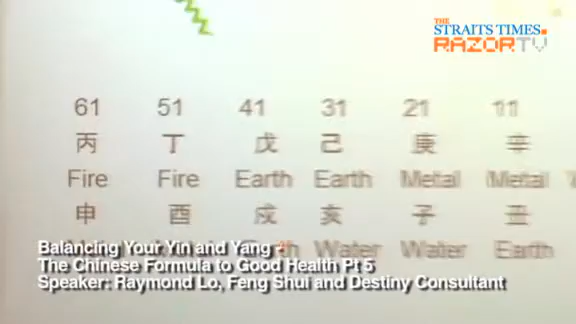 THE
STRAITS TIMES
RAZORTV
61 51 41 31 21 11
丙 丁 戊 己 庚 辛
Fire Fire Earth Earth Metal Metal
申 酉 戌 亥 子 丑
Water Water Earth
Balancing Your Yin and Yang -
The Chinese Formula to Good Health Pt 5
Speaker: Raymond Lo, Feng Shui and Destiny Consultant